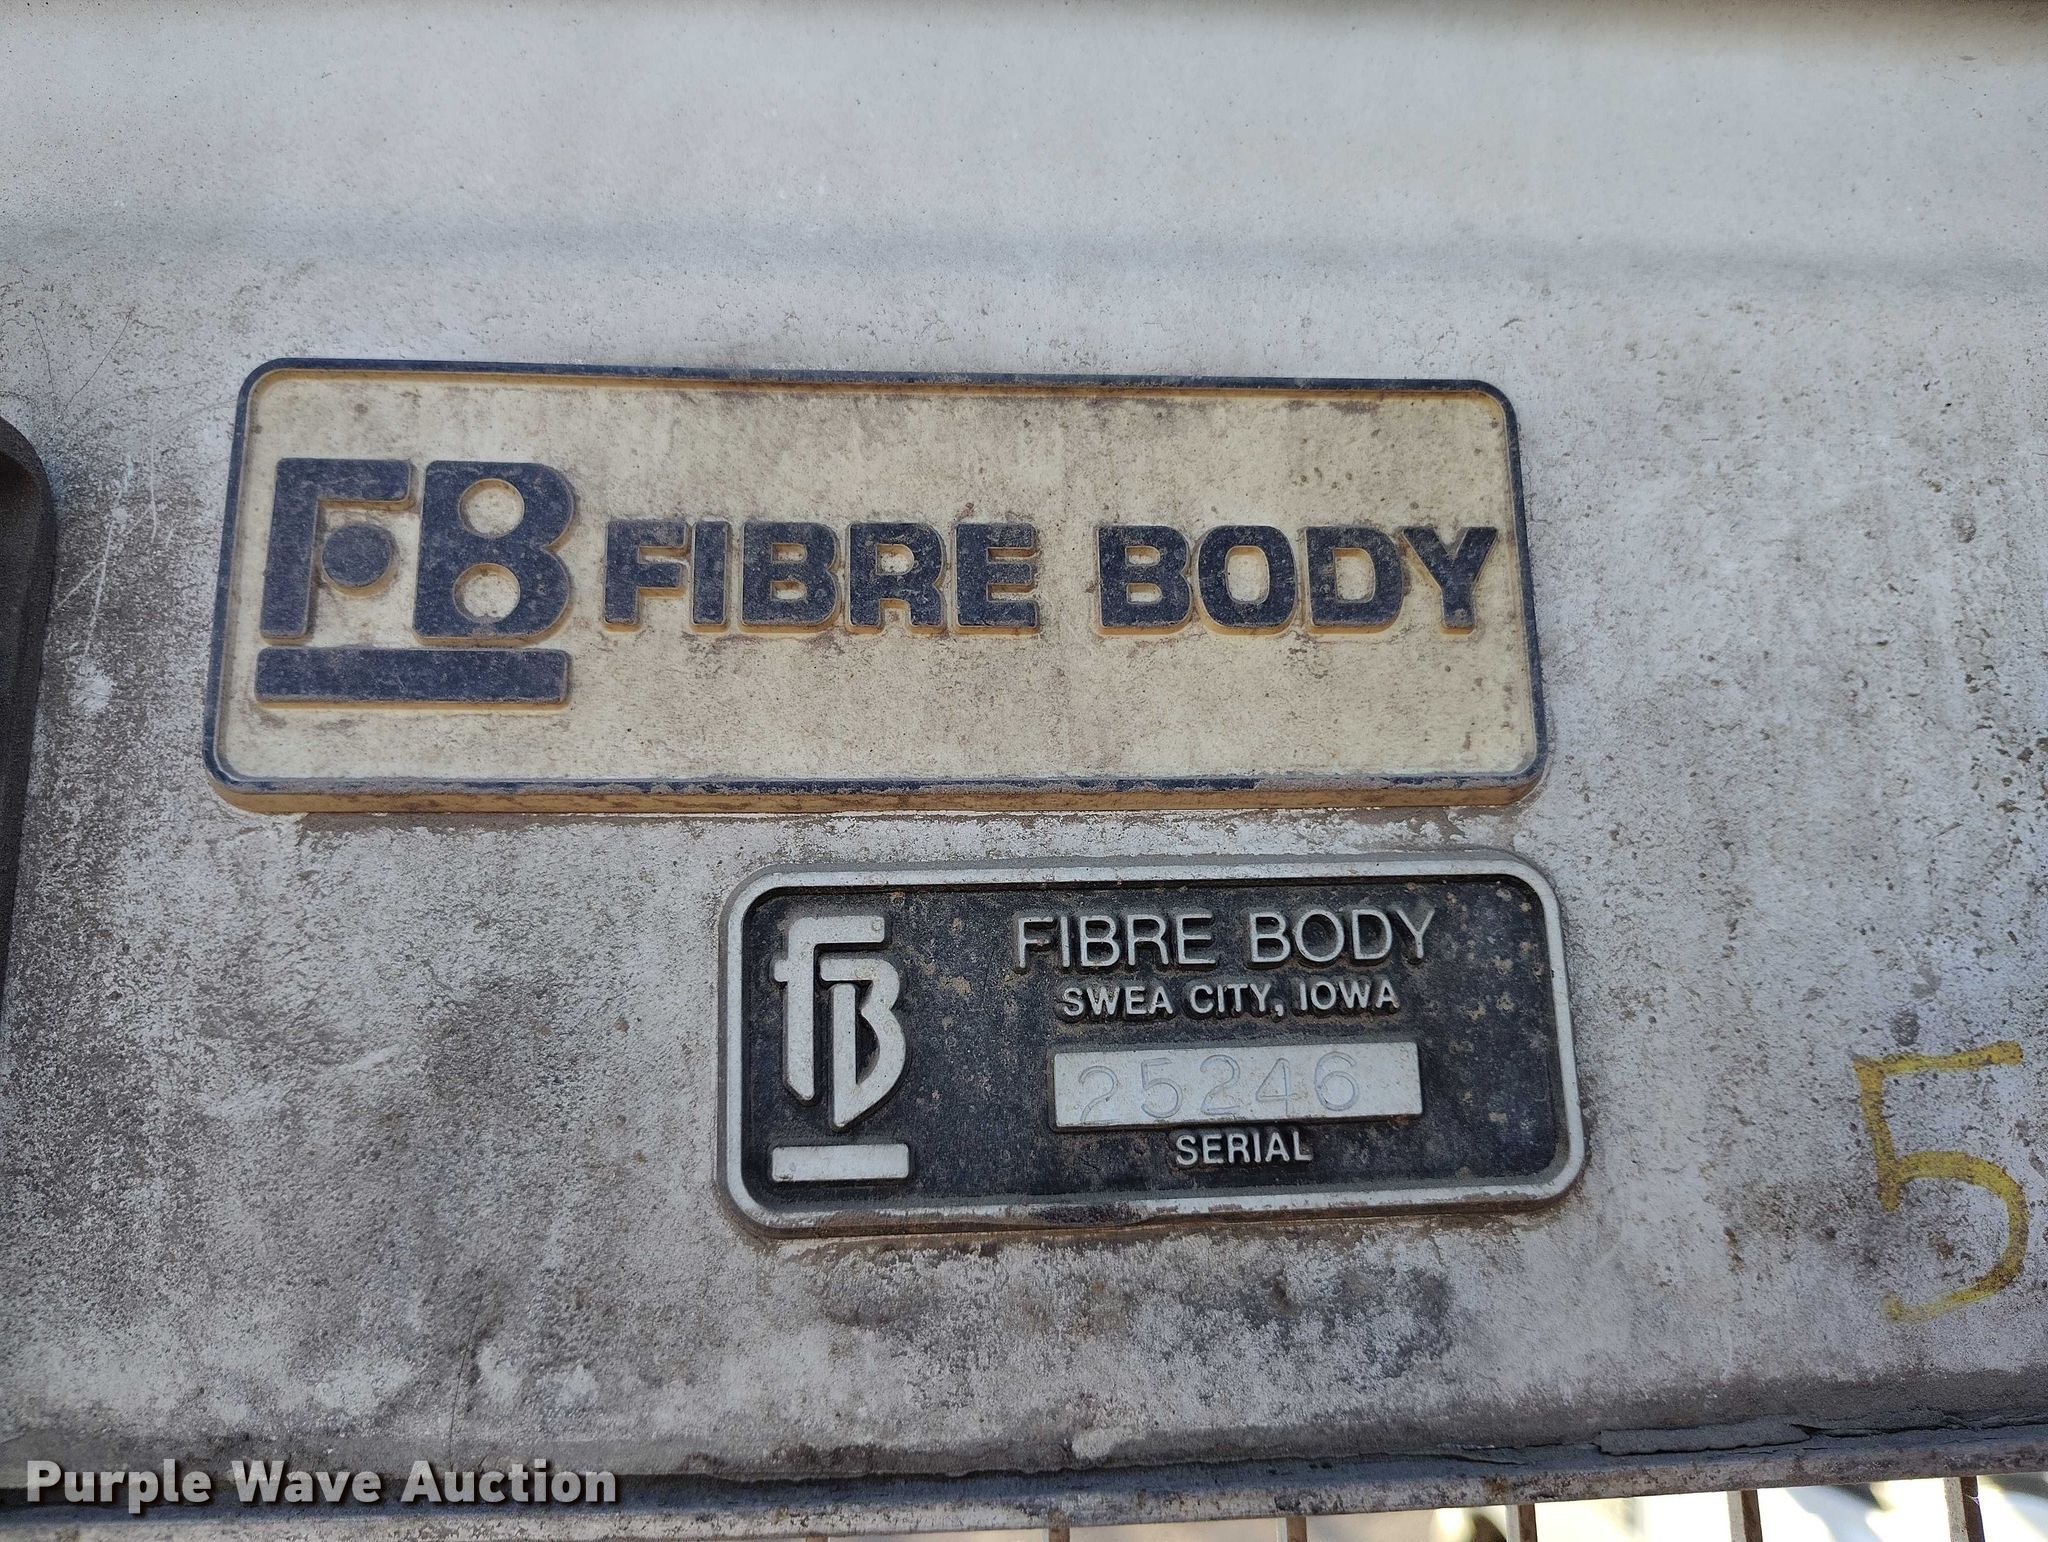 FB FIBRE BODY
FB
FIBRE BODY
SWEA CITY, IOWA
25246
SERIAL
5
Purple Wave Auction